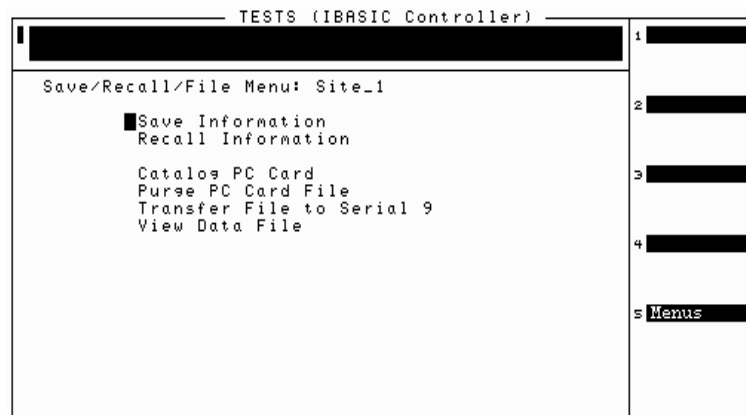 TESTS (IBASIC Controller)
1
Save/Recall/File Menu: Site_1
2
Save Information
Recall Information
Catalog PC Card
3
Purge PC Card File
Transfer File to Serial 9
View Data File
4
5 Menus